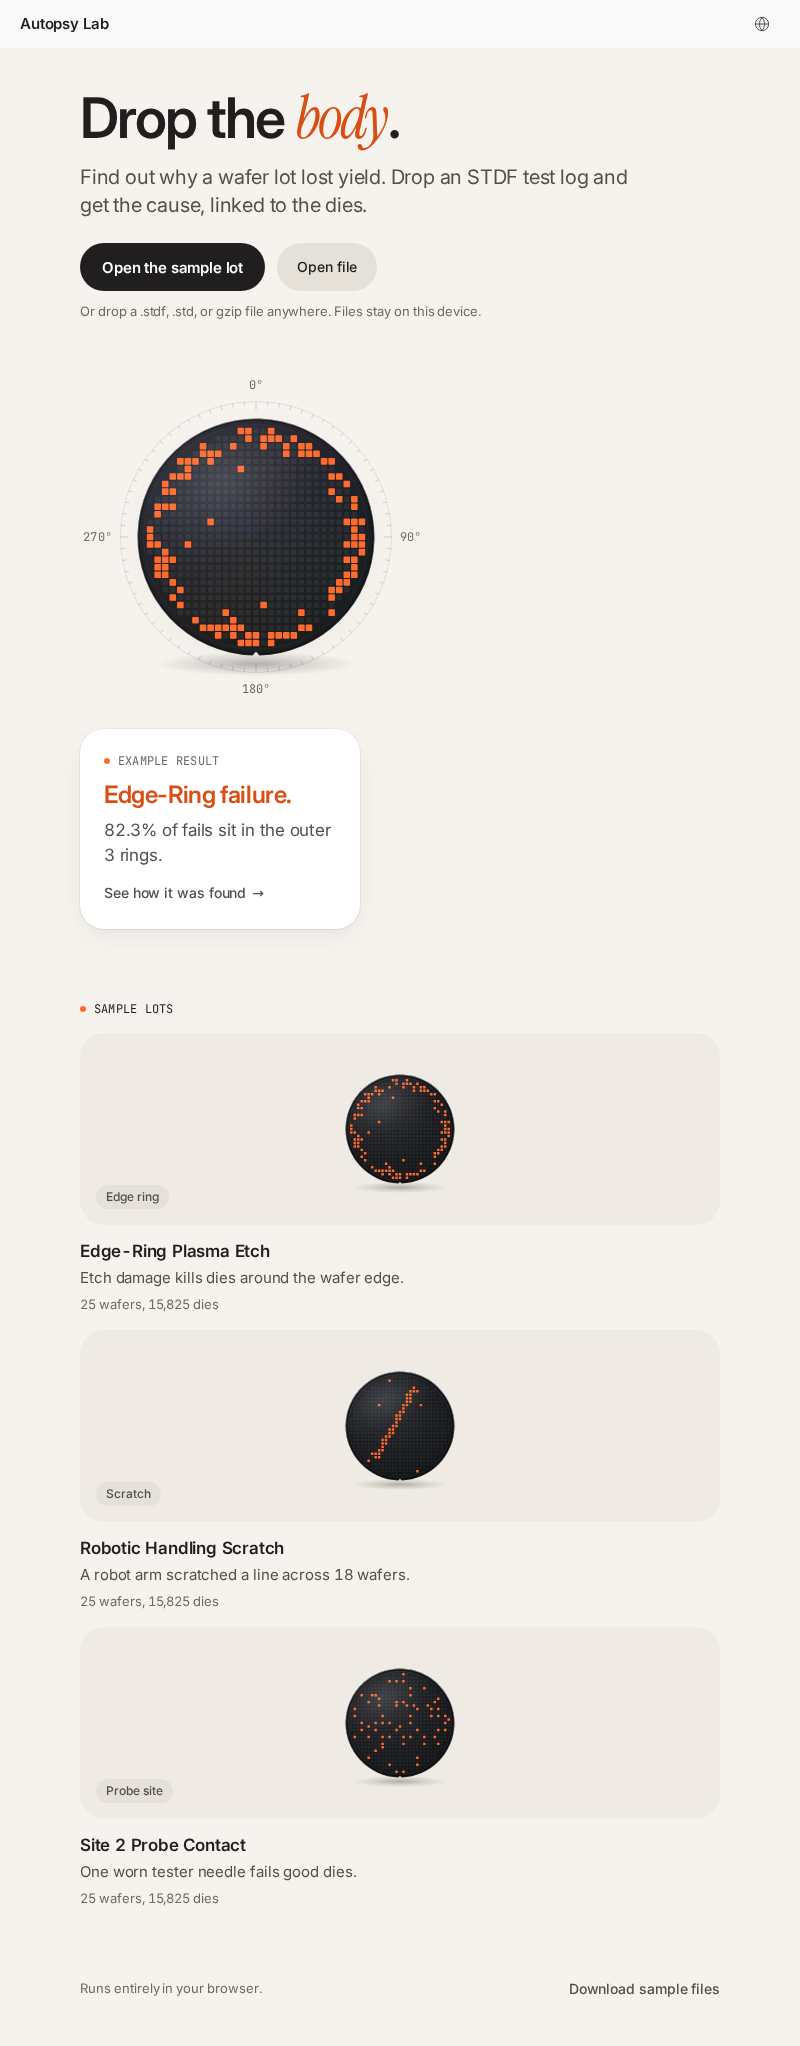 Autopsy Lab
Drop the body.
Find out why a wafer lot lost yield. Drop an STDF test log and
get the cause, linked to the dies.
Open the sample lot
Open file
Or drop a .stdf, .std, or gzip file anywhere. Files stay on this device.
0°
270°
90°
180°
EXAMPLE RESULT
Edge-Ring failure.
82.3% of fails sit in the outer
3 rings.
See how it was found →
SAMPLE LOTS
Edge ring
Edge-Ring Plasma Etch
Etch damage kills dies around the wafer edge.
25 wafers, 15,825 dies
Scratch
Robotic Handling Scratch
A robot arm scratched a line across 18 wafers.
25 wafers, 15,825 dies
Probe site
Site 2 Probe Contact
One worn tester needle fails good dies.
25 wafers, 15,825 dies
Runs entirely in your browser.
Download sample files